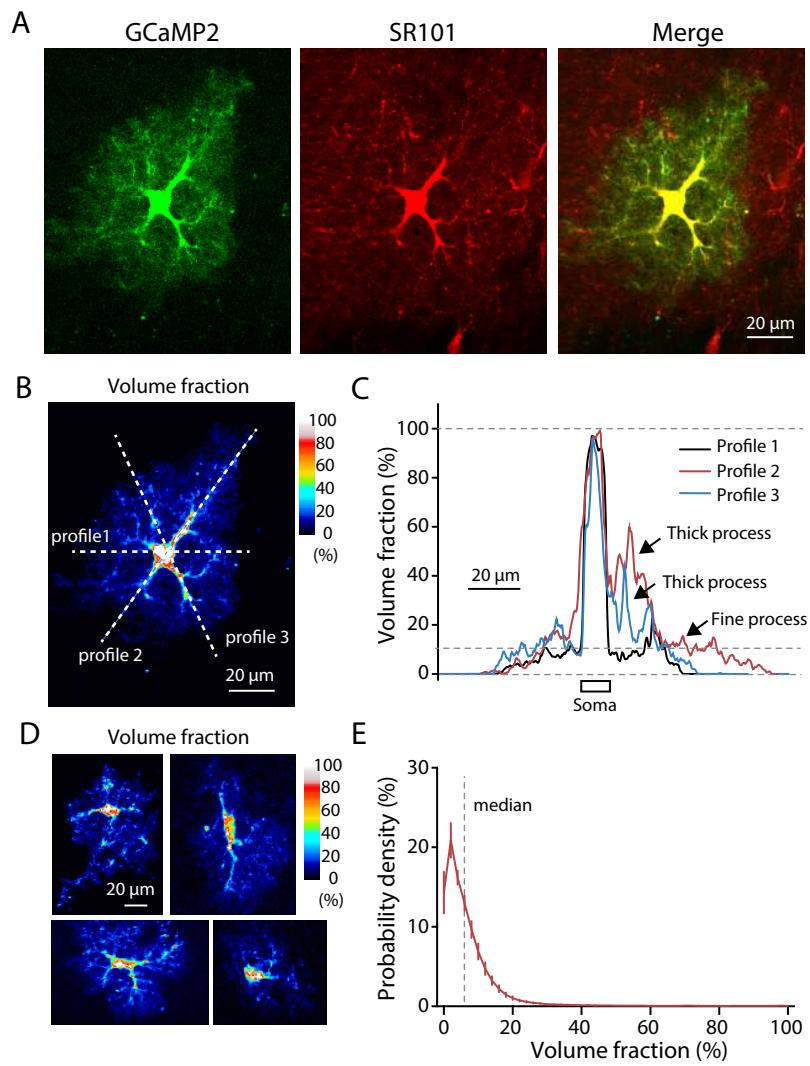 A
GCaMP2
SR101
Merge
20 µm
B
Volume fraction
100
80
60
40
20
0
(%)
profile1
profile 2
profile 3
20 µm
C
Volume fraction (%)
100
80
60
40
20
0
Profile 1
Profile 2
Profile 3
Thick process
Thick process
Fine process
20 µm
Soma
D
Volume fraction
100
80
60
40
20
0
(%)
20 µm
E
Probability density (%)
30
20
10
0
median
0
20
40
60
80
100
Volume fraction (%)